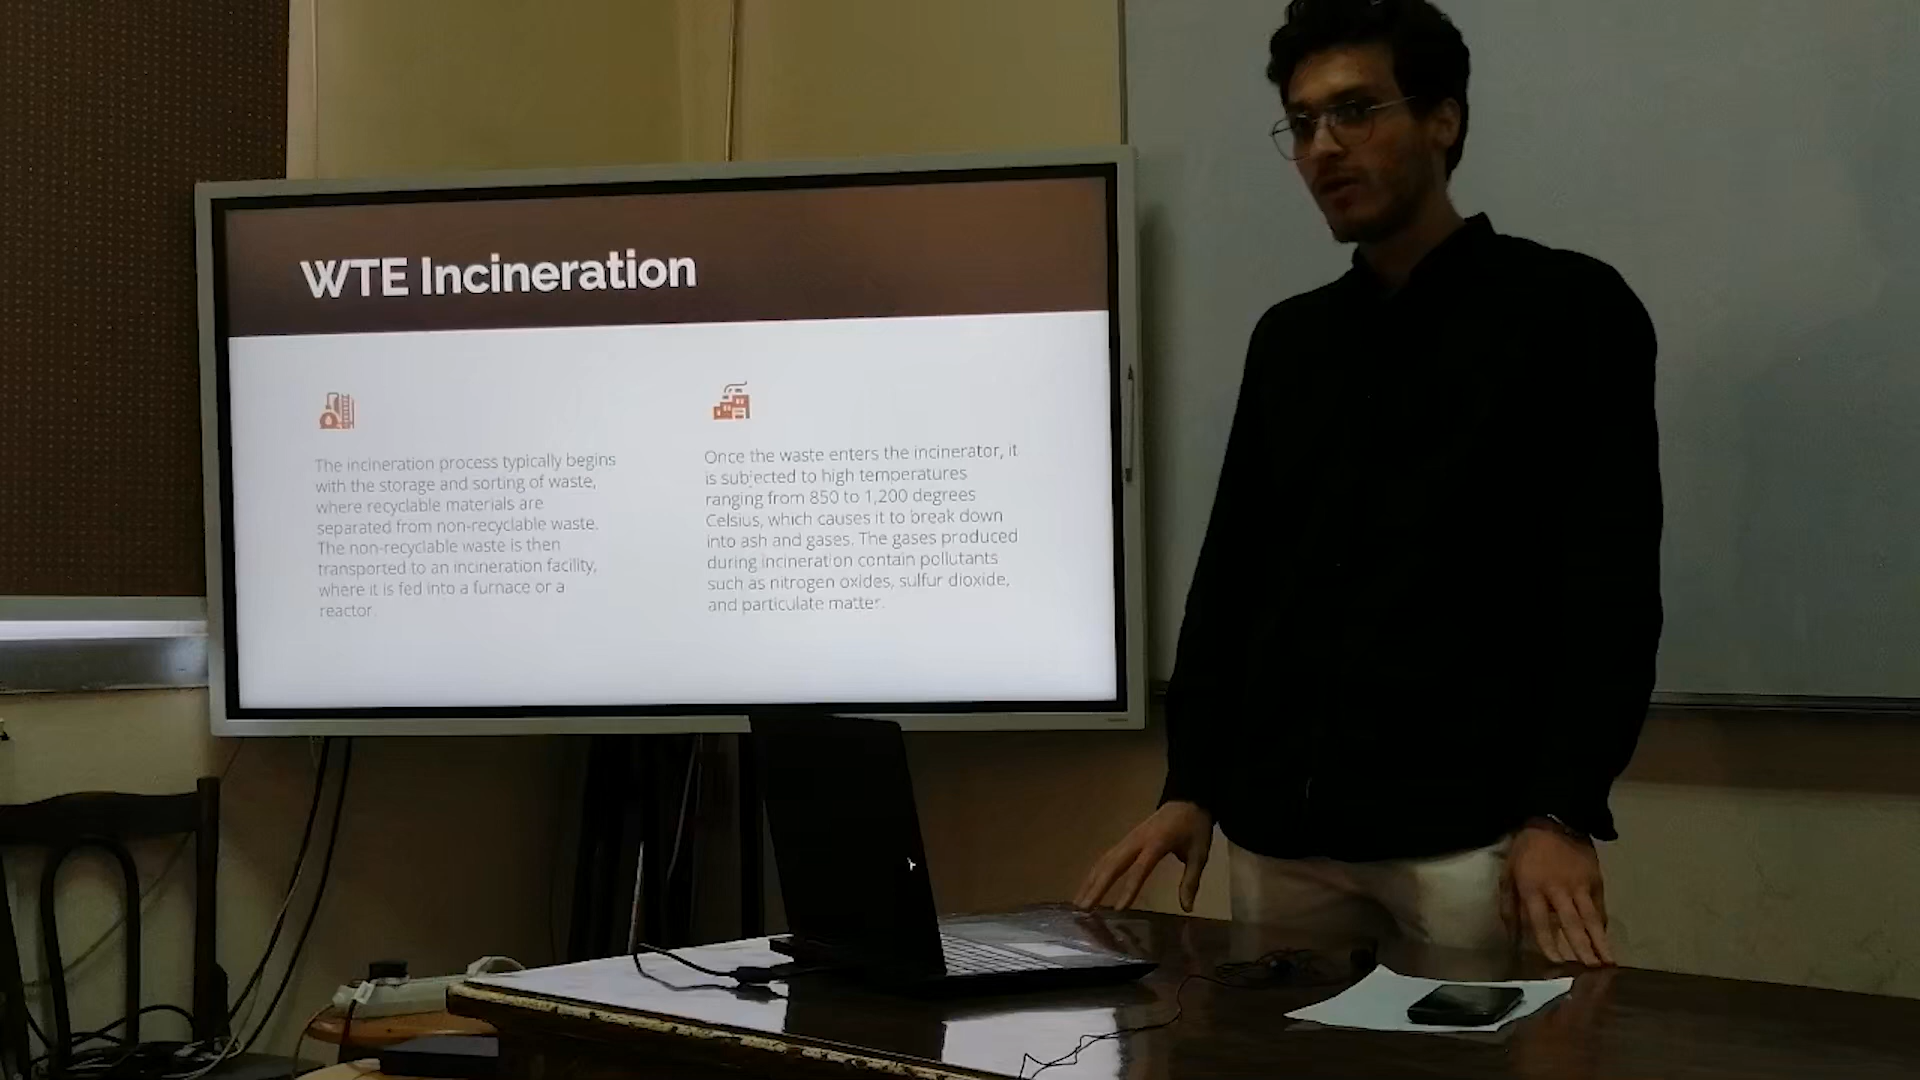 WTE Incineration
The incineration process typically begins
with the storage and sorting of waste,
where recyclable materials are
separated from non-recyclable waste.
The non-recyclable waste is then
transported to an incineration facility,
where it is fed into a furnace or a
reactor.
Once the waste enters the incinerator, it
is subjected to high temperatures
ranging from 850 to 1,200 degrees
Celsius, which causes it to break down
into ash and gases. The gases produced
during incineration contain pollutants
such as nitrogen oxides, sulfur dioxide,
and particulate matter.